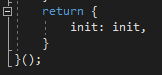 return {
init: init,
}
}();